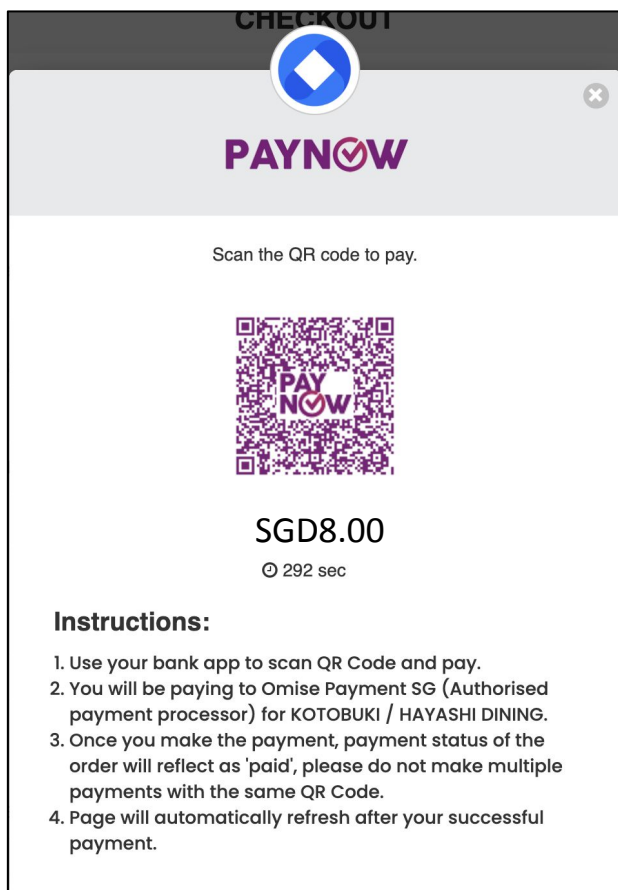 CHECKOUT
PAYNOW
Scan the QR code to pay.
PAY
NOW
SGD8.00
292 sec
Instructions:
1. Use your bank app to scan QR Code and pay.
2. You will be paying to Omise Payment SG (Authorised
payment processor) for KOTOBUKI / HAYASHI DINING.
3. Once you make the payment, payment status of the
order will reflect as 'paid', please do not make multiple
payments with the same QR Code.
4. Page will automatically refresh after your successful
payment.